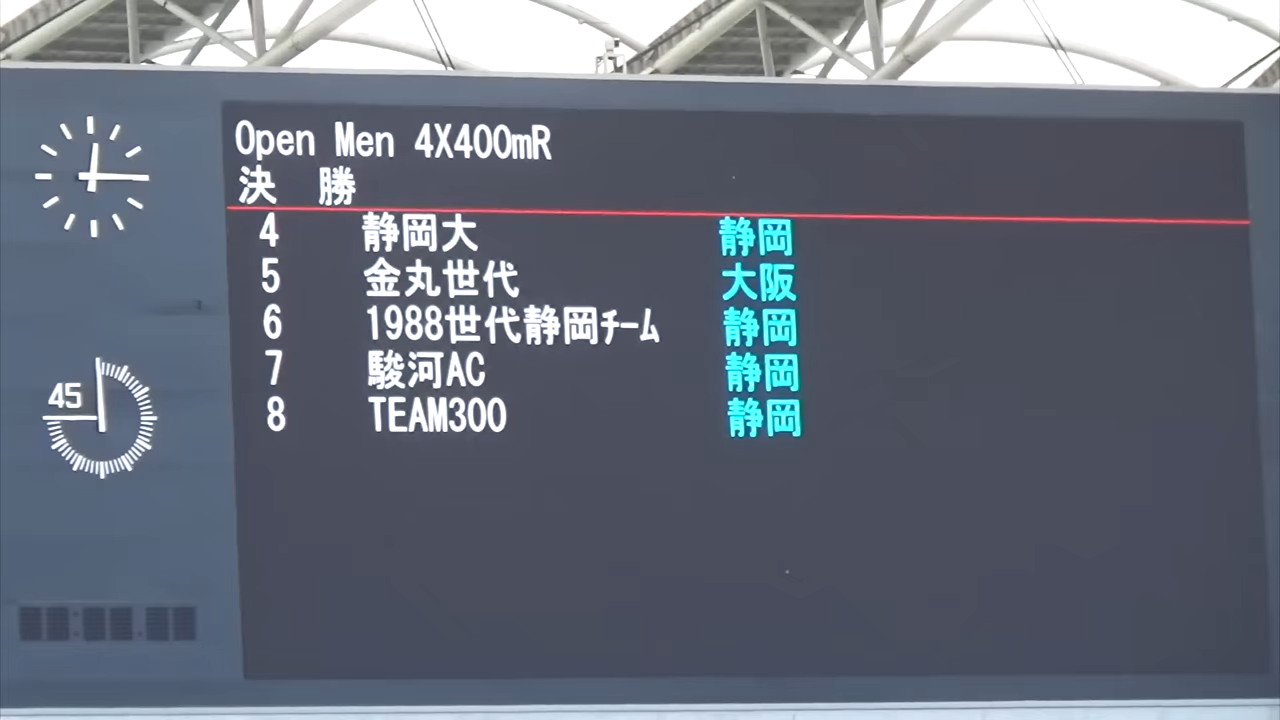 Open Men 4X400mR
決 勝
4 静岡大 静岡
5 金丸世代 大阪
6 1988世代静岡ﾁｰﾑ 静岡
7 駿河AC 静岡
8 TEAM300 静岡
45